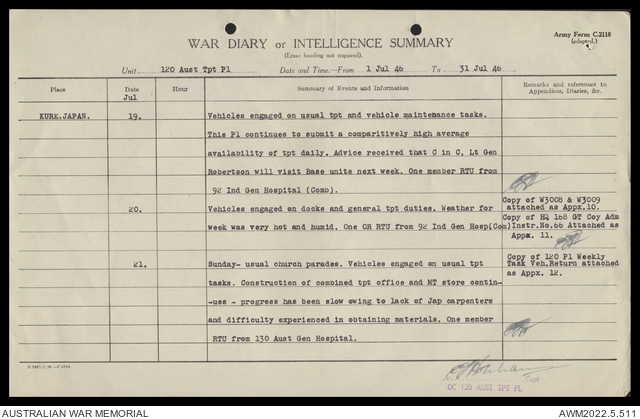 Army Form C.2118
(adapted.)
WAR DIARY or INTELLIGENCE SUMMARY
(Erase heading not required).
Unit 120 Aust Tpt Pl Date and Time—From 1 Jul 46 To 31 Jul 46
Place Date Hour Summary of Events and Information Remarks and references to
Appendices, Diaries, &c.
Jul
KURE.JAPAN. 19. Vehicles engaged on usual tpt and vehicle maintenance tasks.
This Pl continues to submit a comparitively high average
availability of tpt daily. Advice received that C in C, Lt Gen
Robertson will visit Base units next week. One member RTU from
92 Ind Gen Hospital (Comb).
Copy of W3008 & W3009
attached as Appx.10.
20. Vehicles engaged on docks and general tpt duties. Weather for
week was very hot and humid. One OR RTU from 92 Ind Gen Hosp(Com)
Copy of H4 168 GT Coy Adm
Instr.No.66 Attached as
Appx. 11.
21. Sunday- usual church parades. Vehicles engaged on usual tpt
tasks. Construction of combined tpt office and MT store contin-
-ues - progress has been slow owing to lack of Jap carpenters
and difficulty experienced in obtaining materials. One member
RTU from 130 Aust Gen Hospital.
Copy of 120 Pl Weekly
Task Veh.Return attached
as Appx. 12.
Capt
OC 120 AUST TPT PL
AUSTRALIAN WAR MEMORIAL
AWM2022.5.511